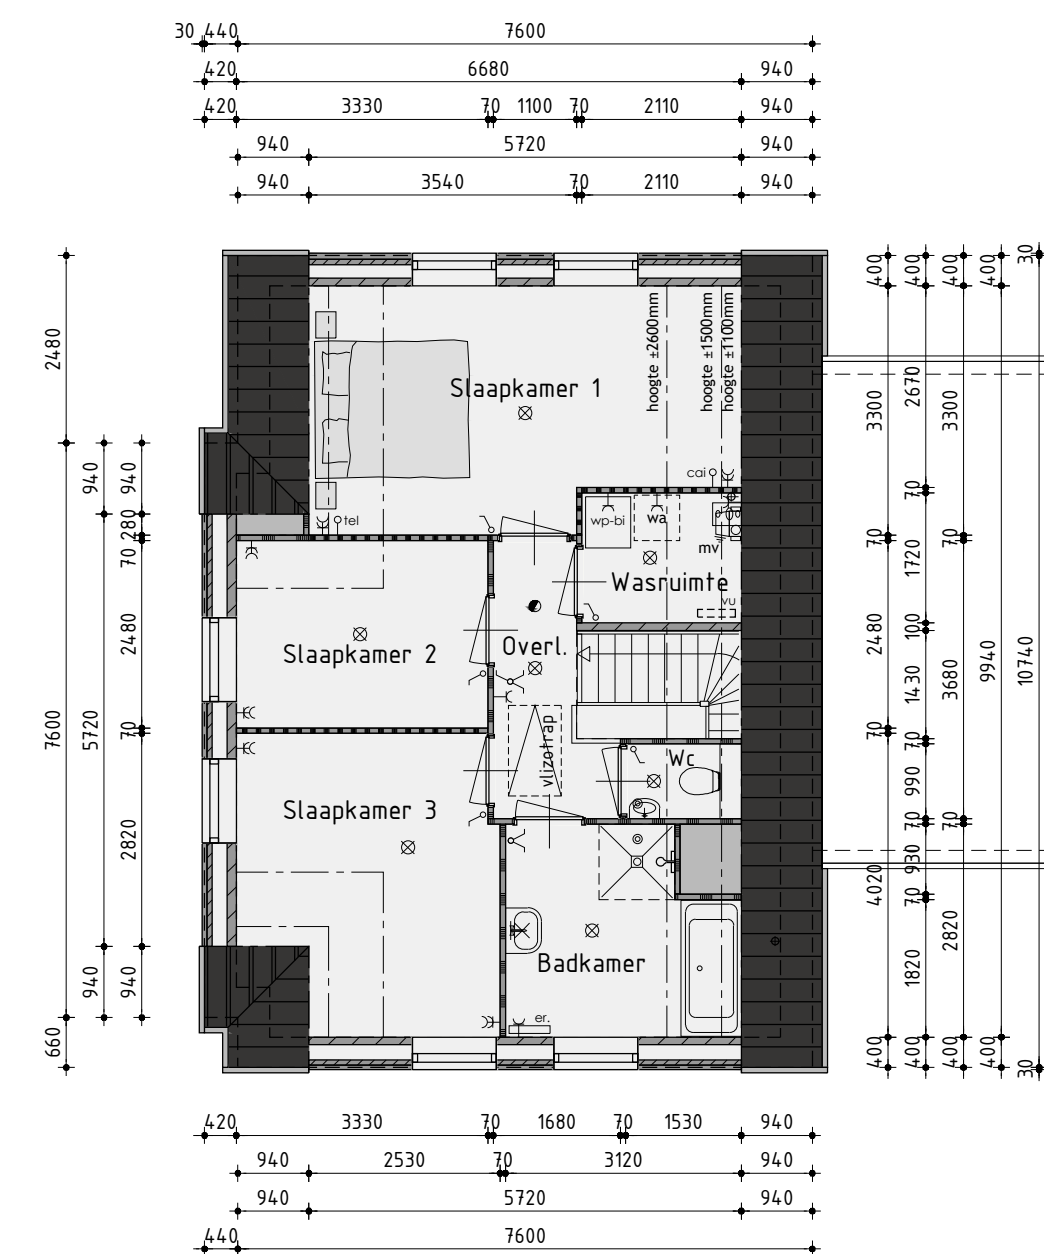 30 440 7600
420 6680 940
420 3330 70 1100 70 2110 940
940 5720 940
940 3540 70 2110 940
2480
7600
660
940
5720
940
940
280
70
2480
70
2820
940
hoogte ±2600mm
hoogte ±1500mm
hoogte ±1100mm
Slaapkamer 1
cai
tel
wp-bi
wa
mv
Wasruimte
vu
Slaapkamer 2
Overl.
vlizotrap
Wc
Slaapkamer 3
Badkamer
er.
400
3300
70
2480
70
4020
400
400
2670
70
1720
100
1430
70
990
70
930
70
1820
400
400
3300
70
3680
70
2820
400
400
9940
400
30
10740
30
420 3330 70 1680 70 1530 940
940 2530 70 3120 940
940 5720 940
440 7600